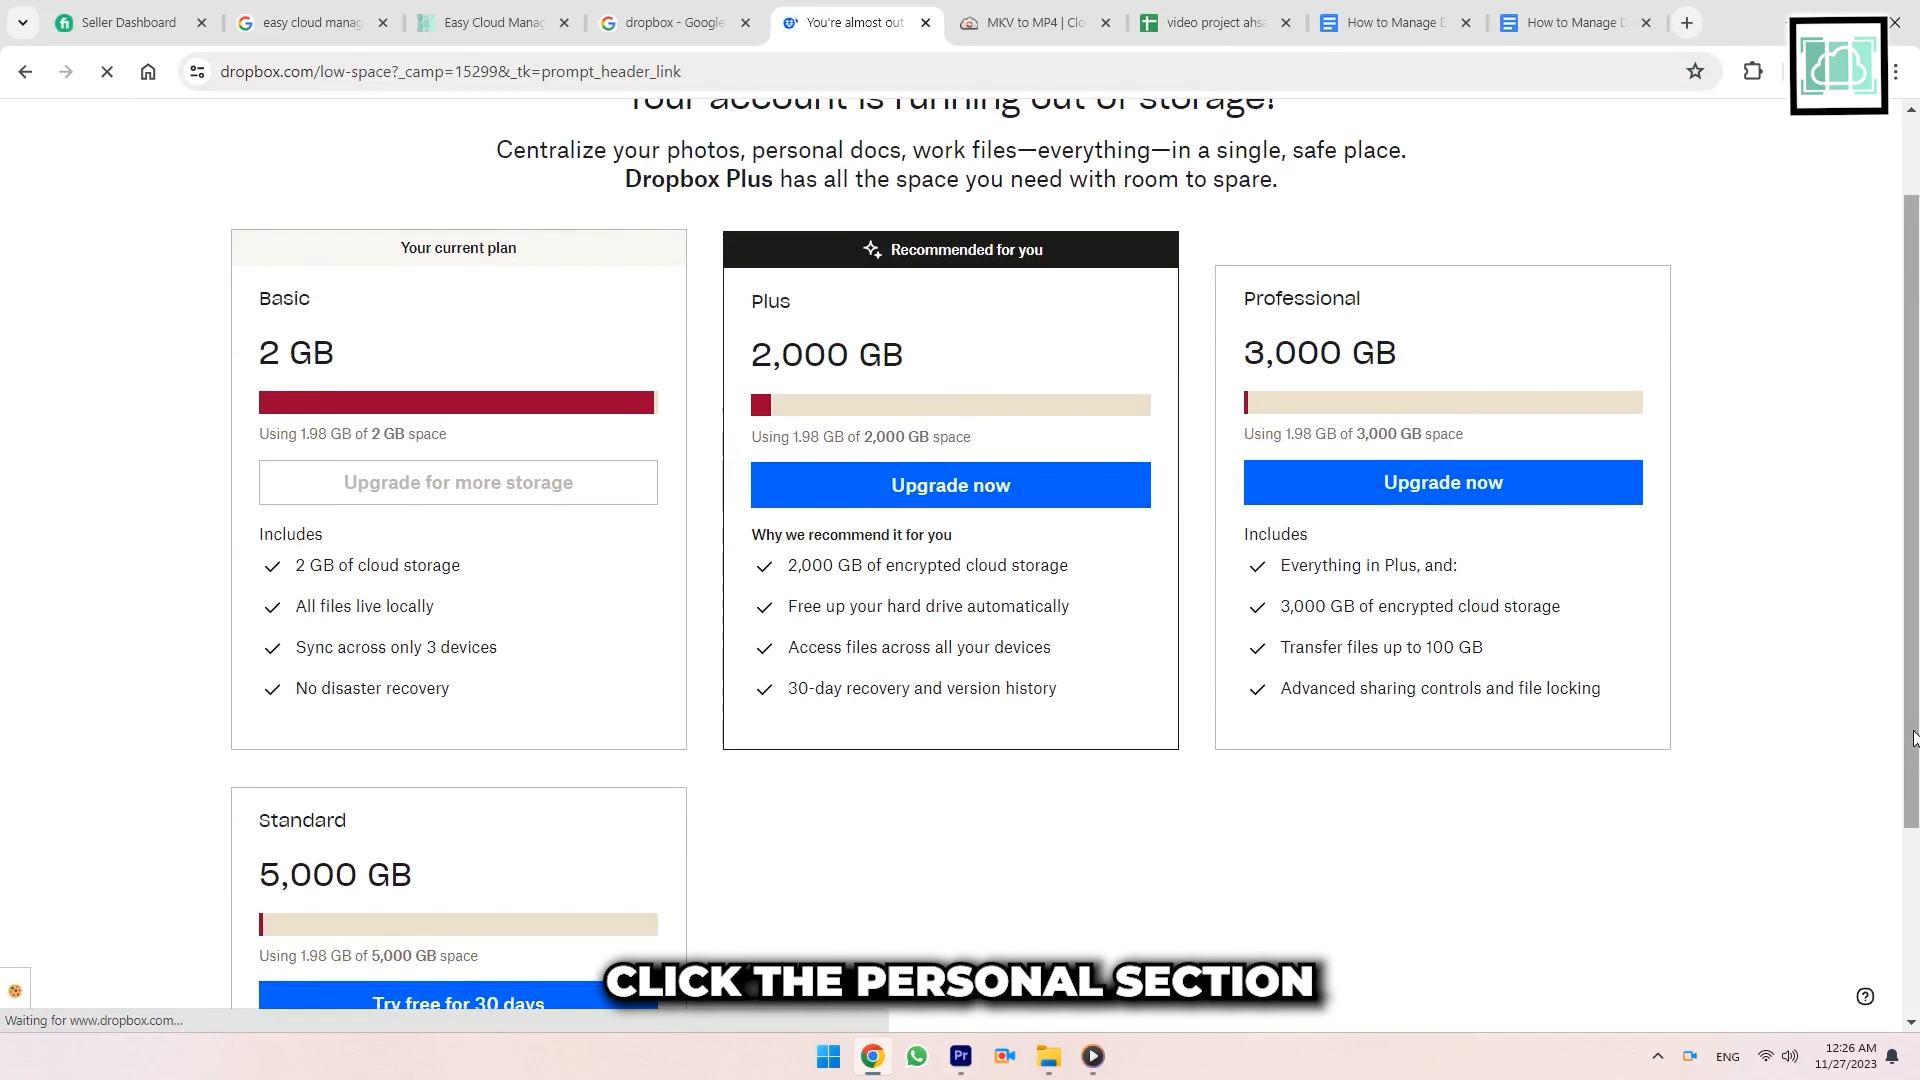 Seller Dashboard
easy cloud manag
Easy Cloud Manag
dropbox - Google
You're almost out
MKV to MP4 | Clo
video project ahsa
How to Manage D
How to Manage D
dropbox.com/low-space?_camp=15299&_tk=prompt_header_link
Your account is running out of storage!
Centralize your photos, personal docs, work files—everything—in a single, safe place.
Dropbox Plus has all the space you need with room to spare.
Your current plan
Basic
2 GB
Using 1.98 GB of 2 GB space
Upgrade for more storage
Includes
2 GB of cloud storage
All files live locally
Sync across only 3 devices
No disaster recovery
Recommended for you
Plus
2,000 GB
Using 1.98 GB of 2,000 GB space
Upgrade now
Why we recommend it for you
2,000 GB of encrypted cloud storage
Free up your hard drive automatically
Access files across all your devices
30-day recovery and version history
Professional
3,000 GB
Using 1.98 GB of 3,000 GB space
Upgrade now
Includes
Everything in Plus, and:
3,000 GB of encrypted cloud storage
Transfer files up to 100 GB
Advanced sharing controls and file locking
Standard
5,000 GB
Using 1.98 GB of 5,000 GB space
Try free for 30 days
CLICK THE PERSONAL SECTION
Waiting for www.dropbox.com...
Pr
ENG
12:26 AM
11/27/2023